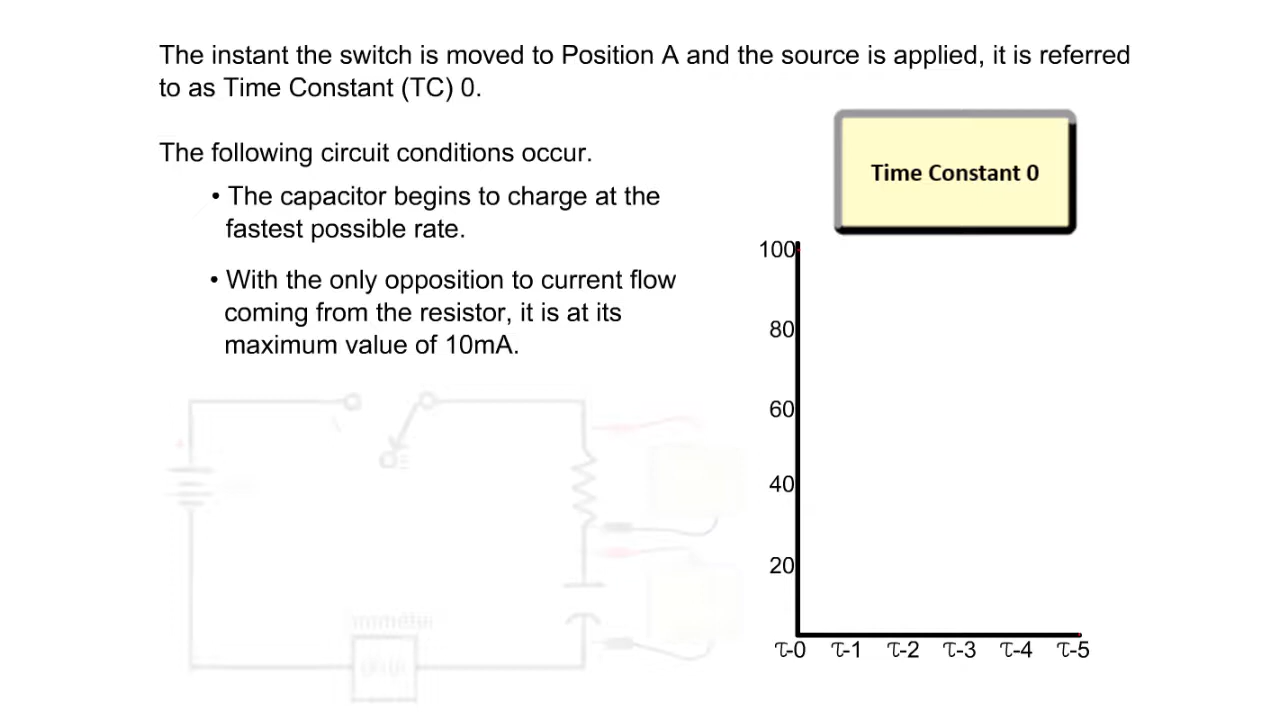 The instant the switch is moved to Position A and the source is applied, it is referred
to as Time Constant (TC) 0.
The following circuit conditions occur.
• The capacitor begins to charge at the
fastest possible rate.
• With the only opposition to current flow
coming from the resistor, it is at its
maximum value of 10mA.
Time Constant 0
100
80
60
40
20
τ-0 τ-1 τ-2 τ-3 τ-4 τ-5